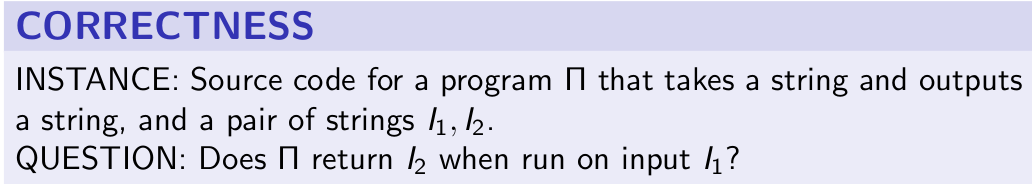 CORRECTNESS
INSTANCE: Source code for a program Π that takes a string and outputs
a string, and a pair of strings I₁, I₂.
QUESTION: Does Π return I₂ when run on input I₁?